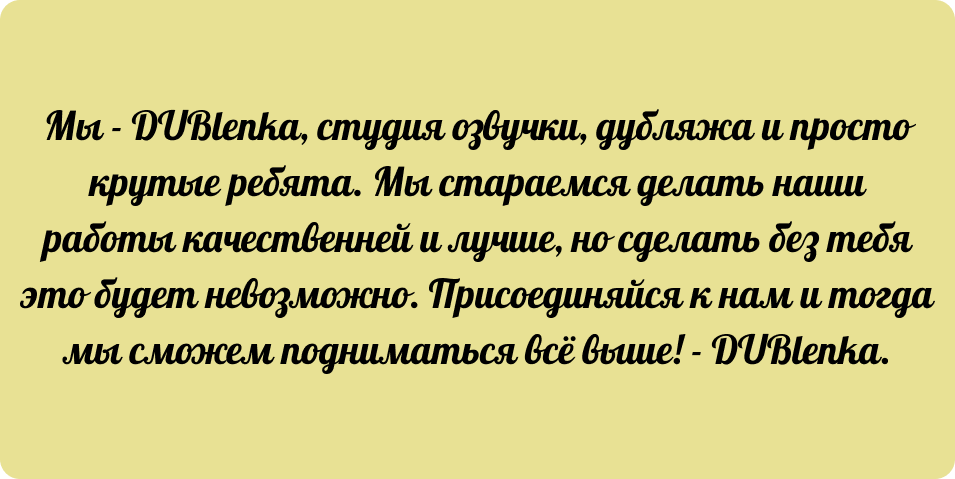 Мы - DUBlenka, студия озвучки, дубляжа и просто
крутые ребята. Мы стараемся делать наши
работы качественней и лучше, но сделать без тебя
это будет невозможно. Присоединяйся к нам и тогда
мы сможем подниматься всё выше! - DUBlenka.